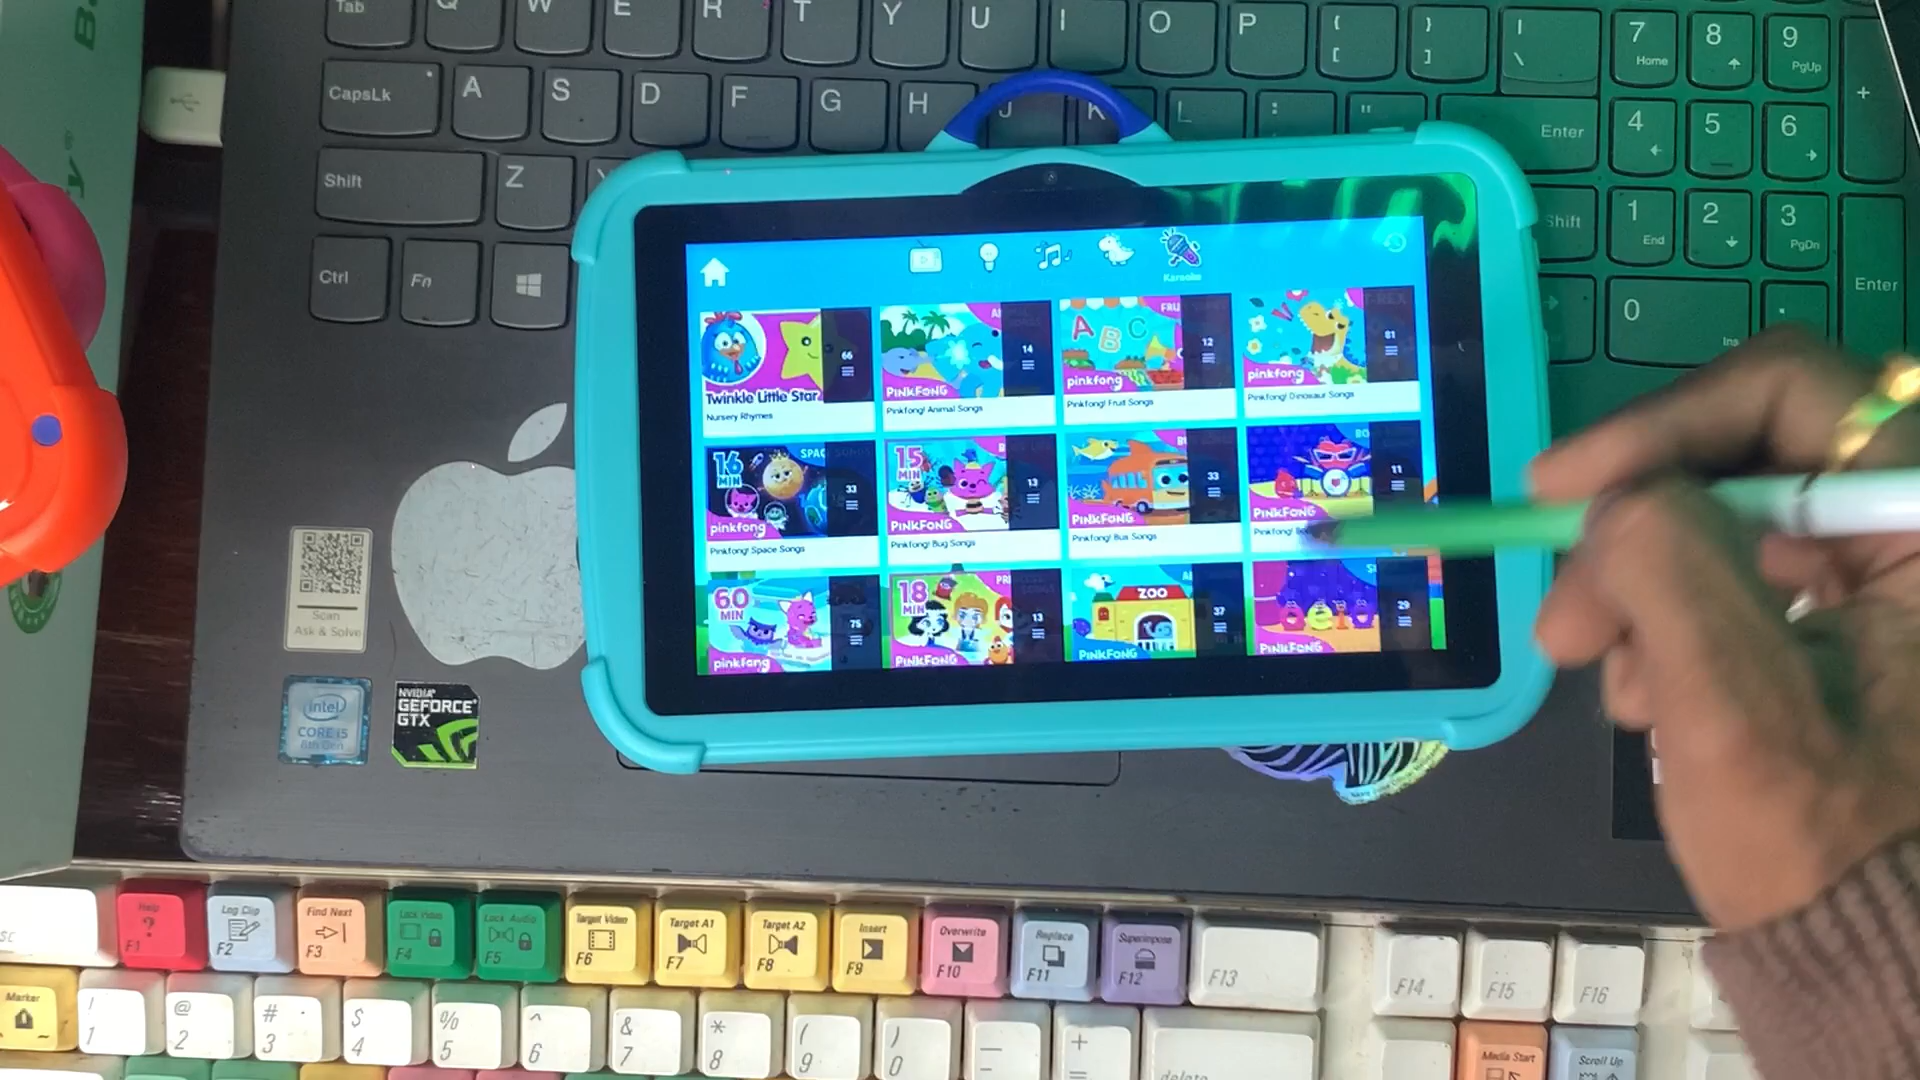 Tab Q W E R T Y U I O P { [ } ] | \ 7 Home 8 9 PgUp +
CapsLk A S D F G H J K L : " Enter 4 5 6
Shift Z Shift 1 End 2 3 PgDn Enter
Ctrl Fn 0 Ins .
Karaoke
66
Twinkle Little Star
Nursery Rhymes
14
PINKFONG
Pinkfong! Animal Songs
ABC
12
pinkfong
Pinkfong! Fruit Songs
81
pinkfong
Pinkfong! Dinosaur Songs
16 MIN
33
pinkfong
Pinkfong! Space Songs
15 MIN
13
PINKFONG
Pinkfong! Bug Songs
33
PINKFONG
Pinkfong! Bus Songs
11
PINKFONG
Pinkfong!
60 MIN
75
pinkfong
18 MIN
13
PINKFONG
ZOO
37
PINKFONG
29
PINKFONG
Scan
Ask & Solve
intel
CORE i5
8th Gen
NVIDIA
GEFORCE
GTX
Help ? F1
Log Clip F2
Find Next F3
Lock Video F4
Lock Audio F5
Target Video F6
Target A1 F7
Target A2 F8
Insert F9
Overwrite F10
Replace F11
Superimpose F12
F13 F14 F15 F16
Marker ~
! 1 @ 2 # 3 $ 4 % 5 ^ 6 & 7 * 8 ( 9 ) 0 — - + = delete
Media Start
Scroll Up